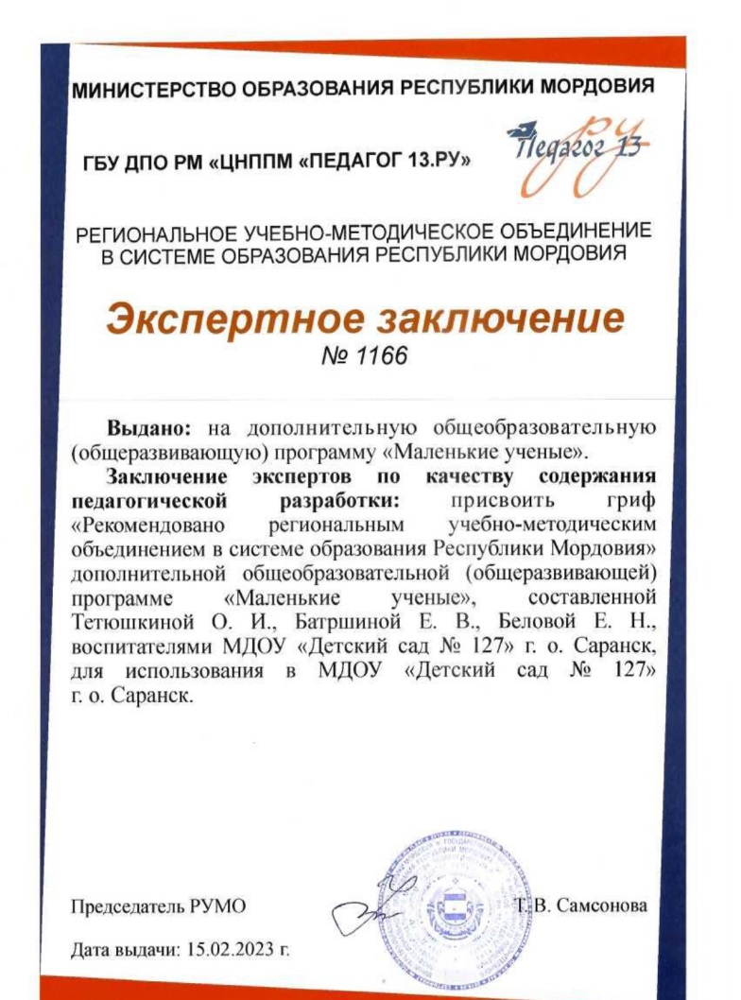 МИНИСТЕРСТВО ОБРАЗОВАНИЯ РЕСПУБЛИКИ МОРДОВИЯ
ГБУ ДПО РМ «ЦНППМ «ПЕДАГОГ 13.РУ»
Педагог 13
ру
РЕГИОНАЛЬНОЕ УЧЕБНО-МЕТОДИЧЕСКОЕ ОБЪЕДИНЕНИЕ
В СИСТЕМЕ ОБРАЗОВАНИЯ РЕСПУБЛИКИ МОРДОВИЯ
Экспертное заключение
№ 1166
Выдано: на дополнительную общеобразовательную
(общеразвивающую) программу «Маленькие ученые».
Заключение экспертов по качеству содержания
педагогической разработки: присвоить гриф
«Рекомендовано региональным учебно-методическим
объединением в системе образования Республики Мордовия»
дополнительной общеобразовательной (общеразвивающей)
программе «Маленькие ученые», составленной
Тетюшкиной О. И., Батршиной Е. В., Беловой Е. Н.,
воспитателями МДОУ «Детский сад № 127» г. о. Саранск,
для использования в МДОУ «Детский сад № 127»
г. о. Саранск.
Председатель РУМО Т. В. Самсонова
Дата выдачи: 15.02.2023 г.